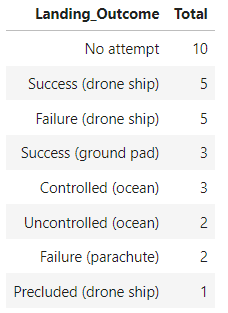 Landing_Outcome Total
No attempt 10
Success (drone ship) 5
Failure (drone ship) 5
Success (ground pad) 3
Controlled (ocean) 3
Uncontrolled (ocean) 2
Failure (parachute) 2
Precluded (drone ship) 1